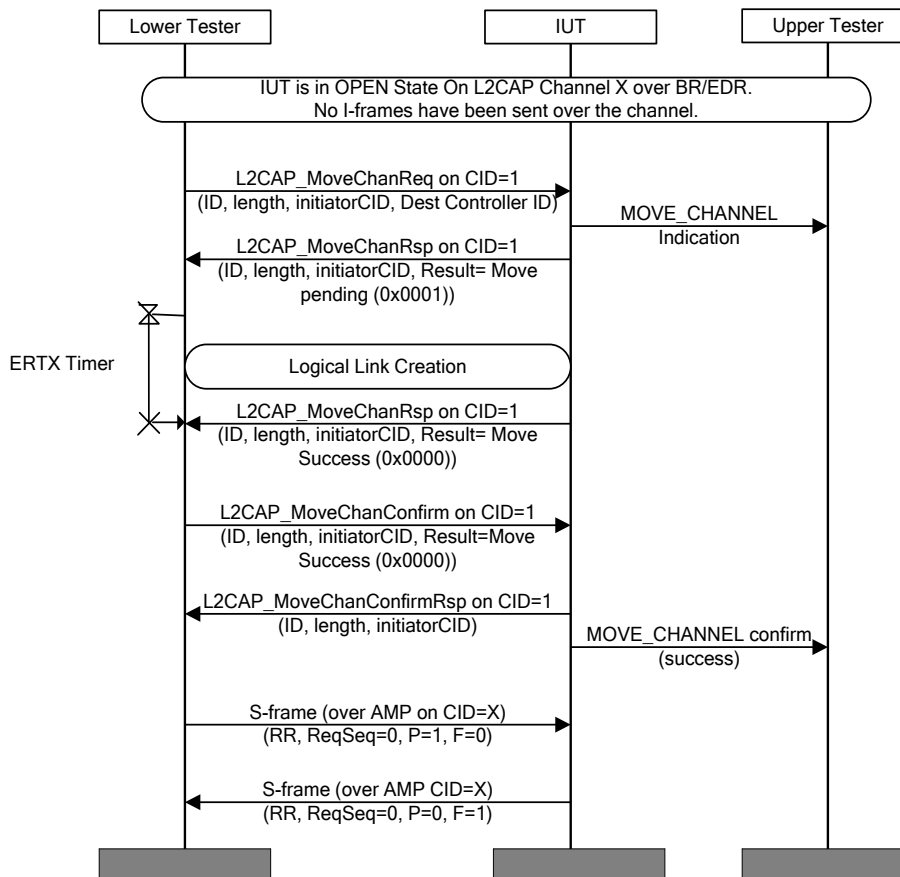 Lower Tester
IUT
Upper Tester
IUT is in OPEN State On L2CAP Channel X over BR/EDR.
No I-frames have been sent over the channel.
L2CAP_MoveChanReq on CID=1
(ID, length, initiatorCID, Dest Controller ID)
MOVE_CHANNEL
Indication
L2CAP_MoveChanRsp on CID=1
(ID, length, initiatorCID, Result= Move
pending (0x0001))
ERTX Timer
Logical Link Creation
L2CAP_MoveChanRsp on CID=1
(ID, length, initiatorCID, Result= Move
Success (0x0000))
L2CAP_MoveChanConfirm on CID=1
(ID, length, initiatorCID, Result=Move
Success (0x0000))
L2CAP_MoveChanConfirmRsp on CID=1
(ID, length, initiatorCID)
MOVE_CHANNEL confirm
(success)
S-frame (over AMP on CID=X)
(RR, ReqSeq=0, P=1, F=0)
S-frame (over AMP CID=X)
(RR, ReqSeq=0, P=0, F=1)